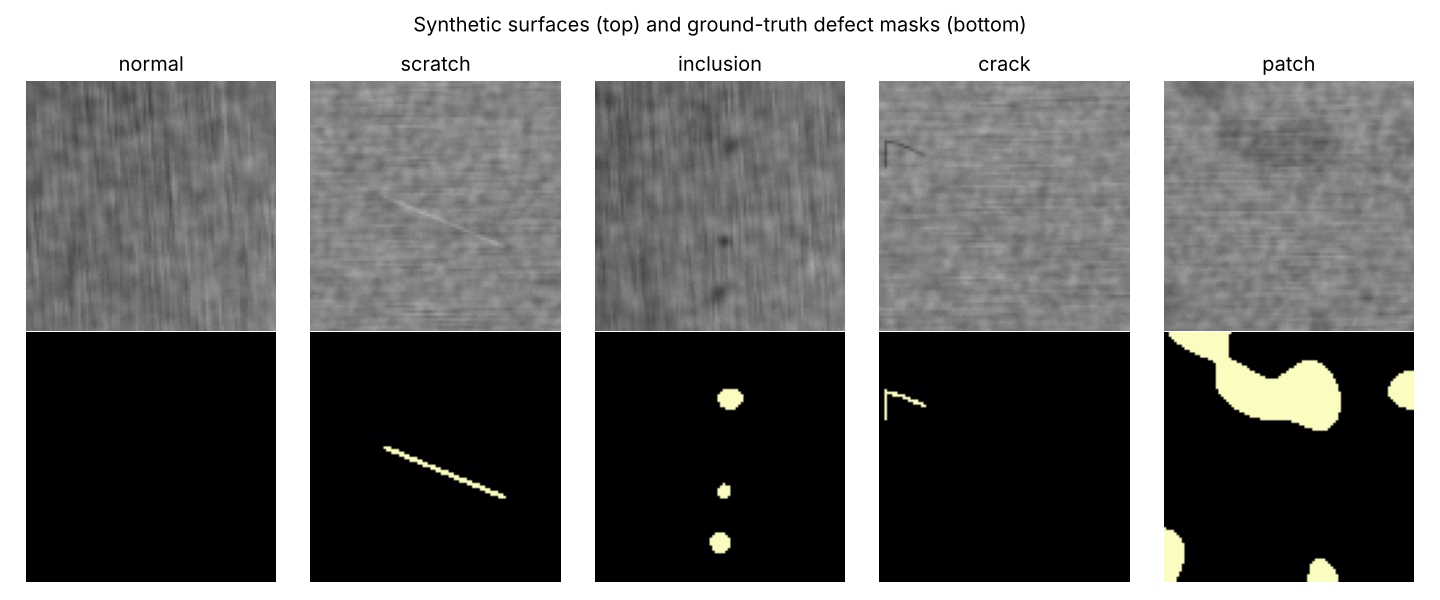 Synthetic surfaces (top) and ground-truth defect masks (bottom)
normal
scratch
inclusion
crack
patch